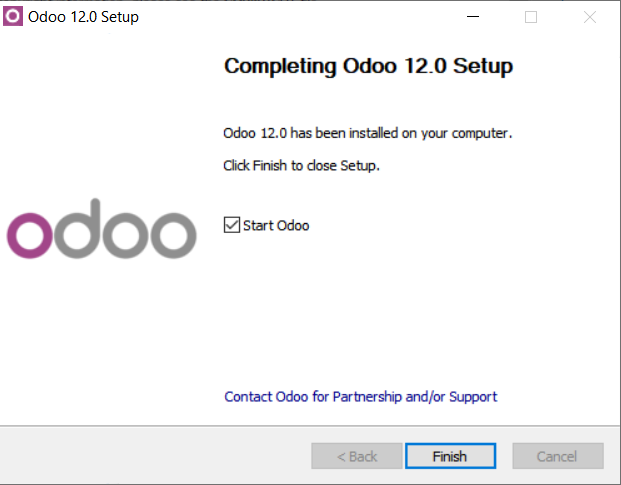 Odoo 12.0 Setup
Completing Odoo 12.0 Setup
Odoo 12.0 has been installed on your computer.
Click Finish to close Setup.
odoo
Start Odoo
Contact Odoo for Partnership and/or Support
< Back
Finish
Cancel